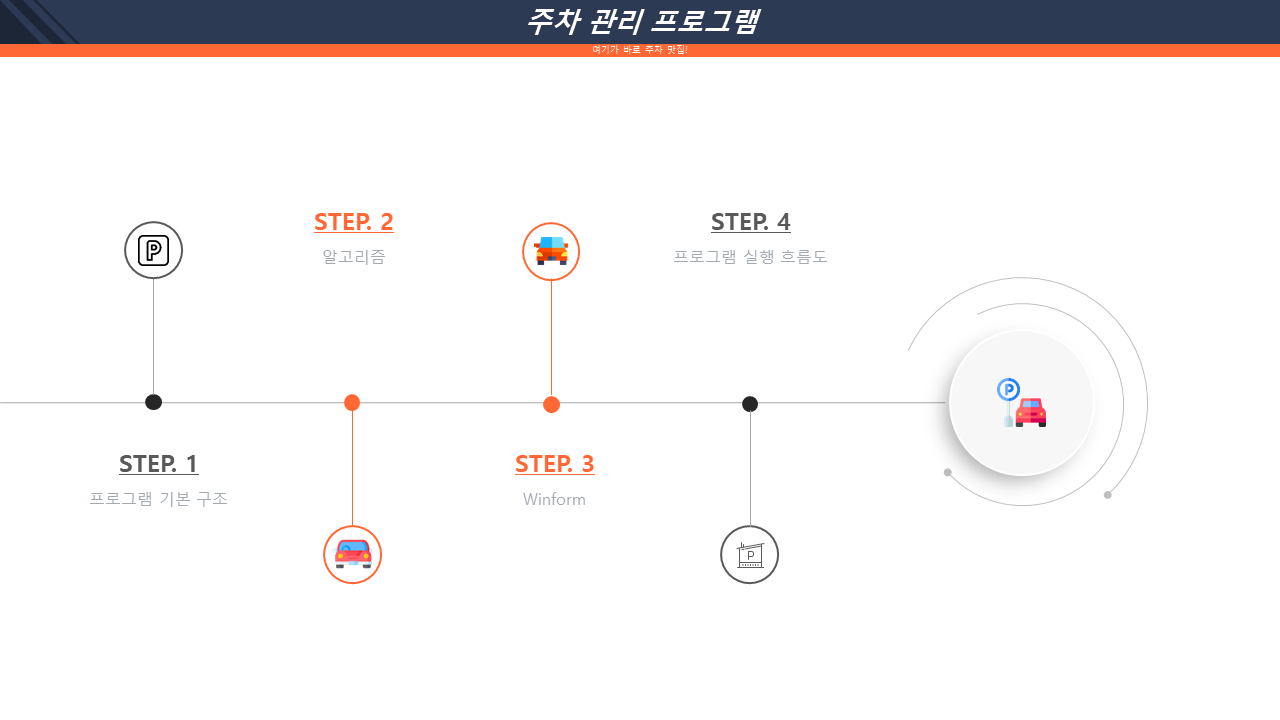 주차 관리 프로그램
여기가 바로 주차 맛집!
STEP. 1
프로그램 기본 구조
STEP. 2
알고리즘
STEP. 3
Winform
STEP. 4
프로그램 실행 흐름도
P
P
P